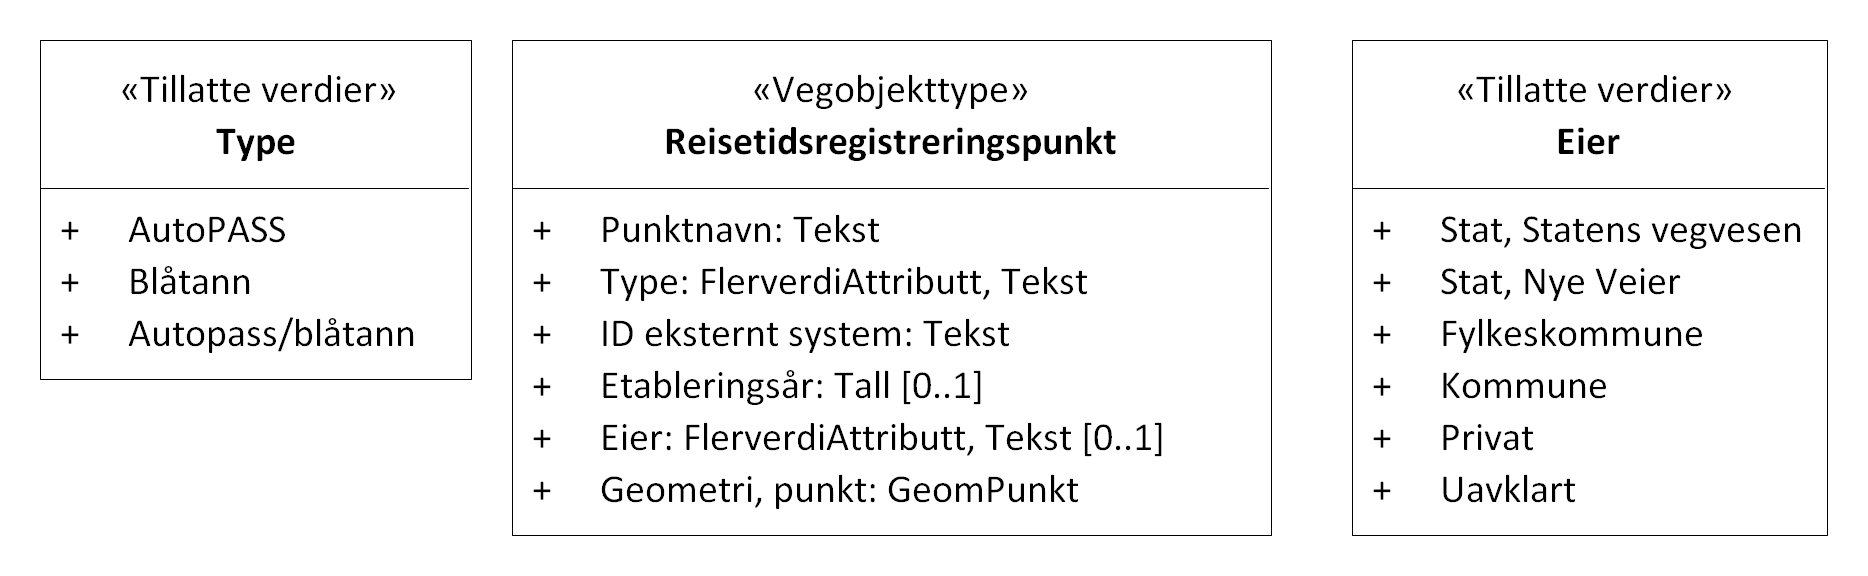 «Tillatte verdier»
Type
+ AutoPASS
+ Blåtann
+ Autopass/blåtann
«Vegobjekttype»
Reisetidsregistreringspunkt
+ Punktnavn: Tekst
+ Type: FlerverdiAttributt, Tekst
+ ID eksternt system: Tekst
+ Etableringsår: Tall [0..1]
+ Eier: FlerverdiAttributt, Tekst [0..1]
+ Geometri, punkt: GeomPunkt
«Tillatte verdier»
Eier
+ Stat, Statens vegvesen
+ Stat, Nye Veier
+ Fylkeskommune
+ Kommune
+ Privat
+ Uavklart